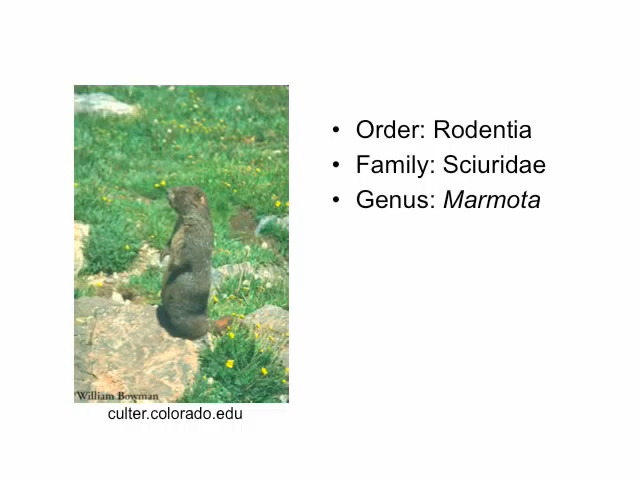 • Order: Rodentia
• Family: Sciuridae
• Genus: Marmota
William Bowman
culter.colorado.edu